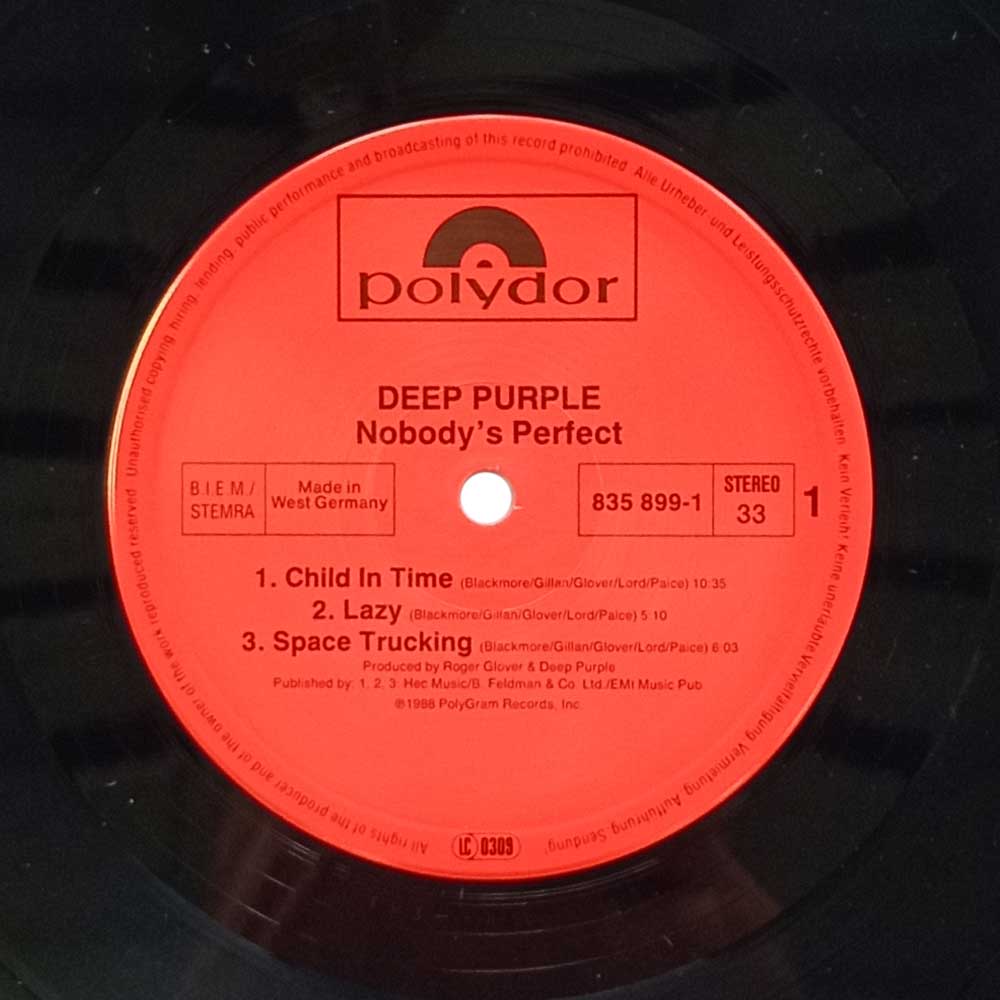 polydor
DEEP PURPLE
Nobody's Perfect
B.I.E.M./
STEMRA
Made in
West Germany
835 899-1
STEREO
33
1
1. Child In Time (Blackmore/Gillan/Glover/Lord/Paice) 10:35
2. Lazy (Blackmore/Gillan/Glover/Lord/Paice) 5:10
3. Space Trucking (Blackmore/Gillan/Glover/Lord/Paice) 6:03
Produced by Roger Glover & Deep Purple
Published by: 1, 2, 3: Hec Music/B. Feldman & Co. Ltd./EMI Music Pub
℗1988 PolyGram Records, Inc.
LC 0309
All rights of the producer and of the owner of the work reproduced reserved. Unauthorised copying, hiring, lending, public performance and broadcasting of this record prohibited. Alle Urheber- und Leistungsschutzrechte vorbehalten. Kein Verleih! Keine unerlaubte Vervielfältigung, Vermietung, Aufführung, Sendung!